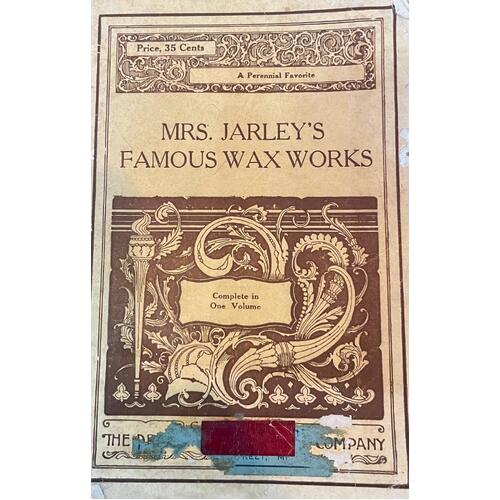 Price, 35 Cents
A Perennial Favorite
MRS. JARLEY'S
FAMOUS WAX WORKS
Complete in
One Volume
THE
COMPANY